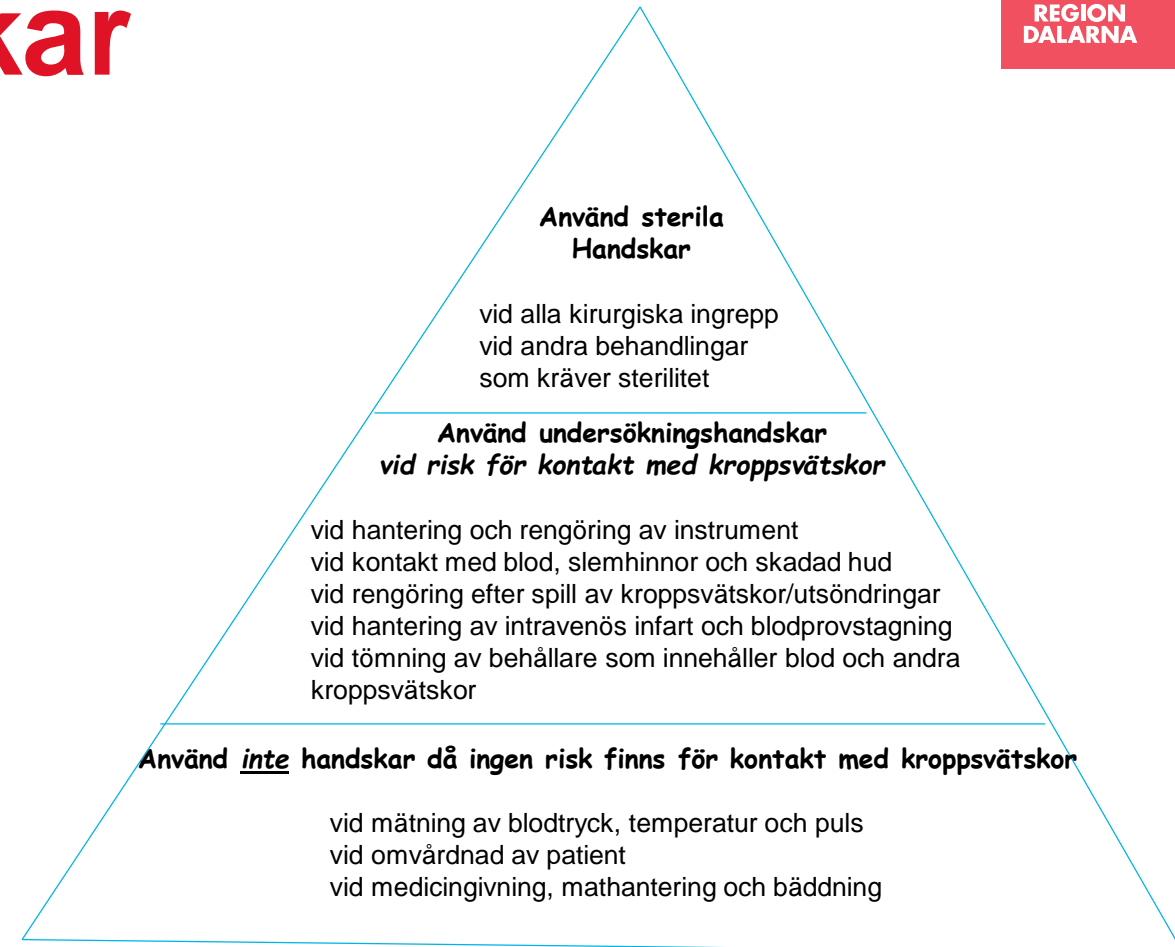 kar
REGION
DALARNA
Använd sterila
Handskar
vid alla kirurgiska ingrepp
vid andra behandlingar
som kräver sterilitet
Använd undersökningshandskar
vid risk för kontakt med kroppsvätskor
vid hantering och rengöring av instrument
vid kontakt med blod, slemhinnor och skadad hud
vid rengöring efter spill av kroppsvätskor/utsöndringar
vid hantering av intravenös infart och blodprovstagning
vid tömning av behållare som innehåller blod och andra
kroppsvätskor
Använd inte handskar då ingen risk finns för kontakt med kroppsvätskor
vid mätning av blodtryck, temperatur och puls
vid omvårdnad av patient
vid medicingivning, mathantering och bäddning